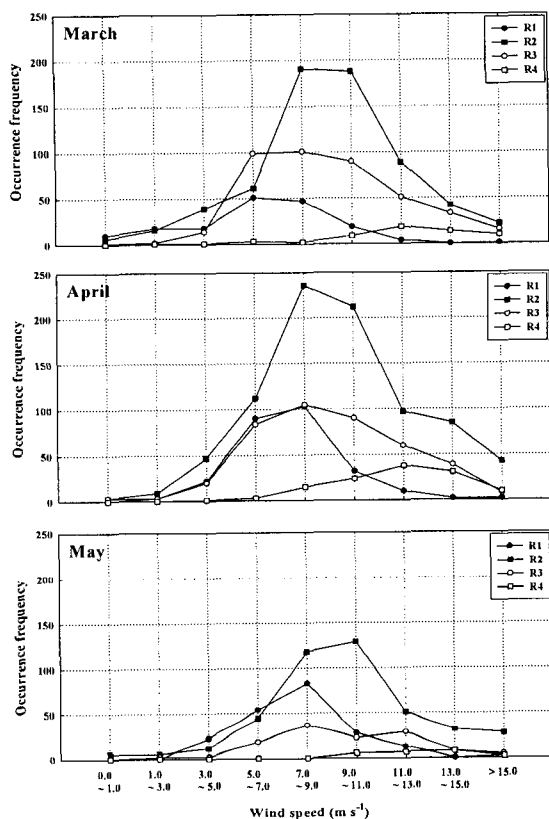 March
250
200
150
100
50
0
Occurrence frequency
R1
R2
R3
R4
April
250
200
150
100
50
0
Occurrence frequency
R1
R2
R3
R4
May
250
200
150
100
50
0
Occurrence frequency
R1
R2
R3
R4
0.0 1.0 3.0 5.0 7.0 9.0 11.0 13.0 >15.0
~1.0 ~3.0 ~5.0 ~7.0 ~9.0 ~11.0 ~13.0 ~15.0
Wind speed (m s⁻¹)